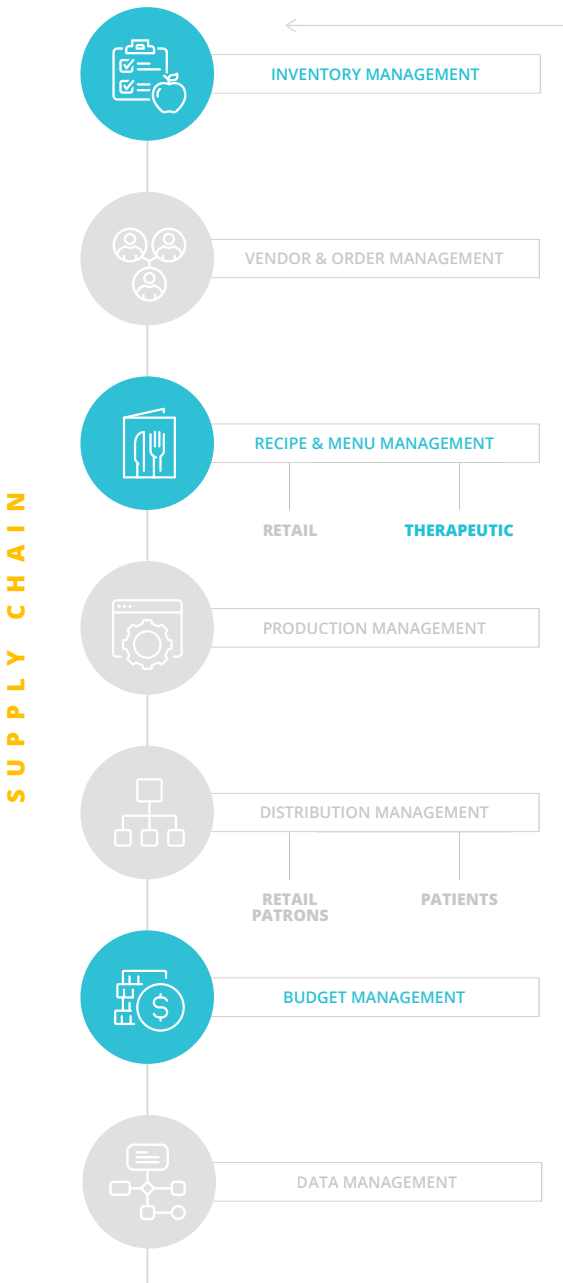 INVENTORY MANAGEMENT
VENDOR & ORDER MANAGEMENT
RECIPE & MENU MANAGEMENT
RETAIL
THERAPEUTIC
SUPPLY CHAIN
PRODUCTION MANAGEMENT
DISTRIBUTION MANAGEMENT
RETAIL
PATRONS
PATIENTS
BUDGET MANAGEMENT
$
DATA MANAGEMENT